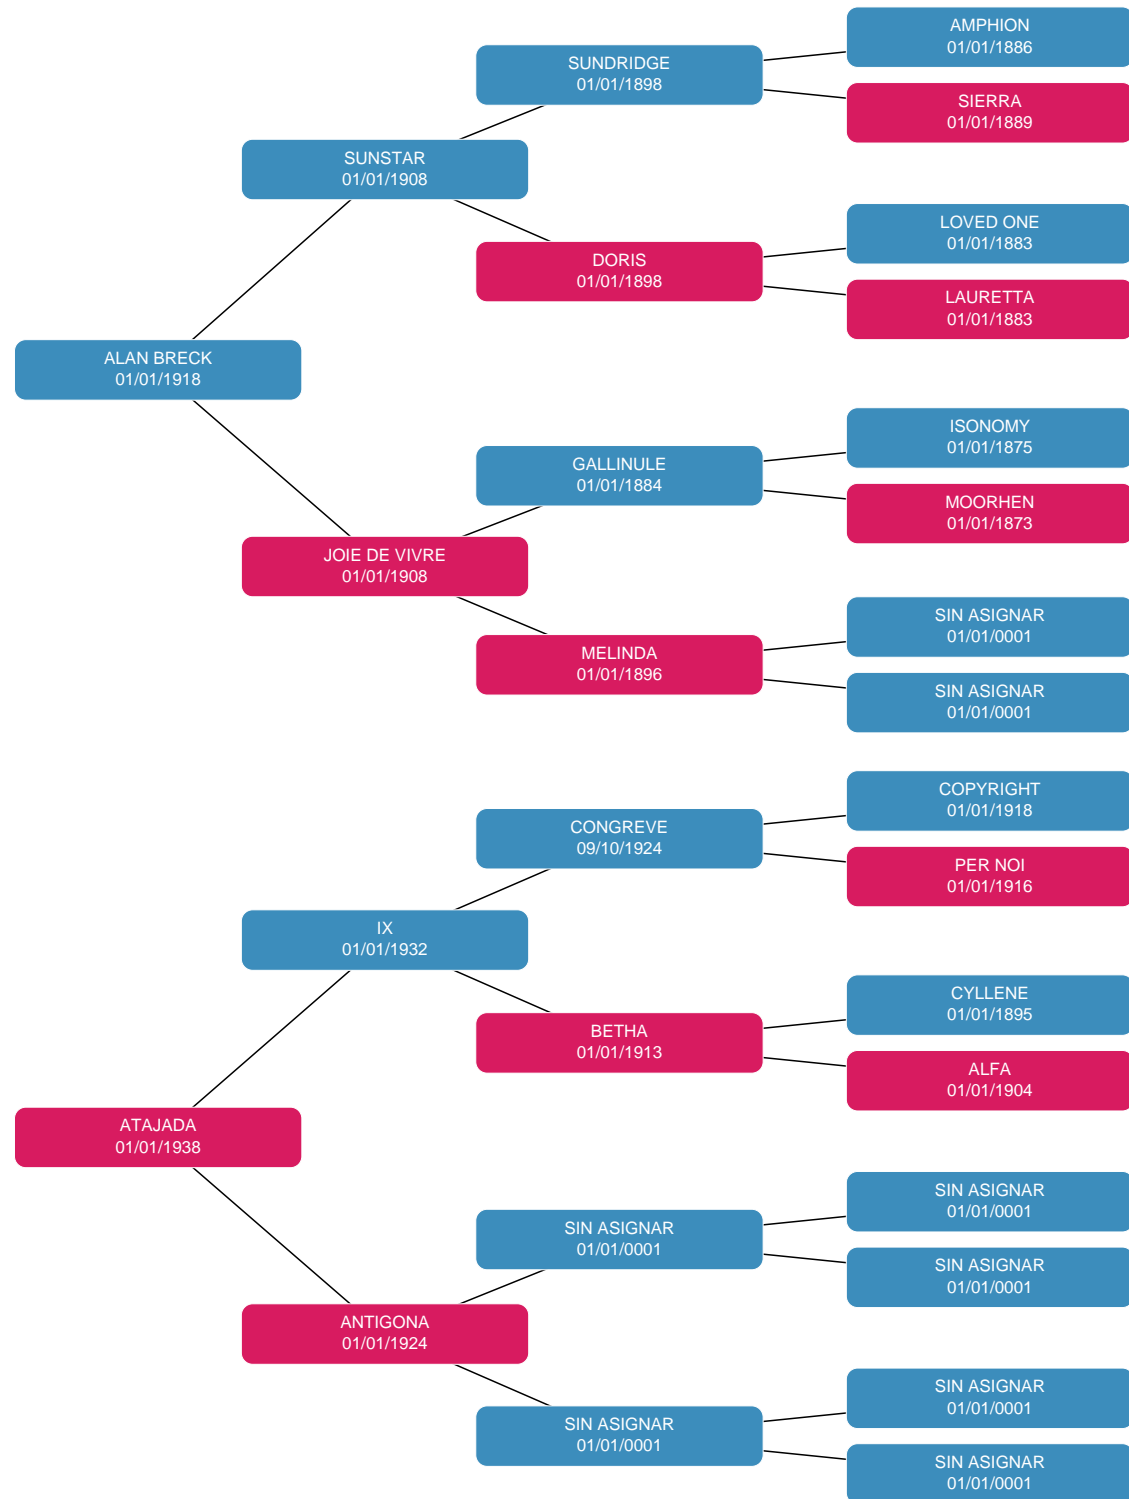 AMPHION
01/01/1886
SUNDRIDGE
01/01/1898
SIERRA
01/01/1889
SUNSTAR
01/01/1908
LOVED ONE
01/01/1883
DORIS
01/01/1898
LAURETTA
01/01/1883
ALAN BRECK
01/01/1918
ISONOMY
01/01/1875
GALLINULE
01/01/1884
MOORHEN
01/01/1873
JOIE DE VIVRE
01/01/1908
SIN ASIGNAR
01/01/0001
MELINDA
01/01/1896
SIN ASIGNAR
01/01/0001
COPYRIGHT
01/01/1918
CONGREVE
09/10/1924
PER NOI
01/01/1916
IX
01/01/1932
CYLLENE
01/01/1895
BETHA
01/01/1913
ALFA
01/01/1904
ATAJADA
01/01/1938
SIN ASIGNAR
01/01/0001
SIN ASIGNAR
01/01/0001
SIN ASIGNAR
01/01/0001
ANTIGONA
01/01/1924
SIN ASIGNAR
01/01/0001
SIN ASIGNAR
01/01/0001
SIN ASIGNAR
01/01/0001